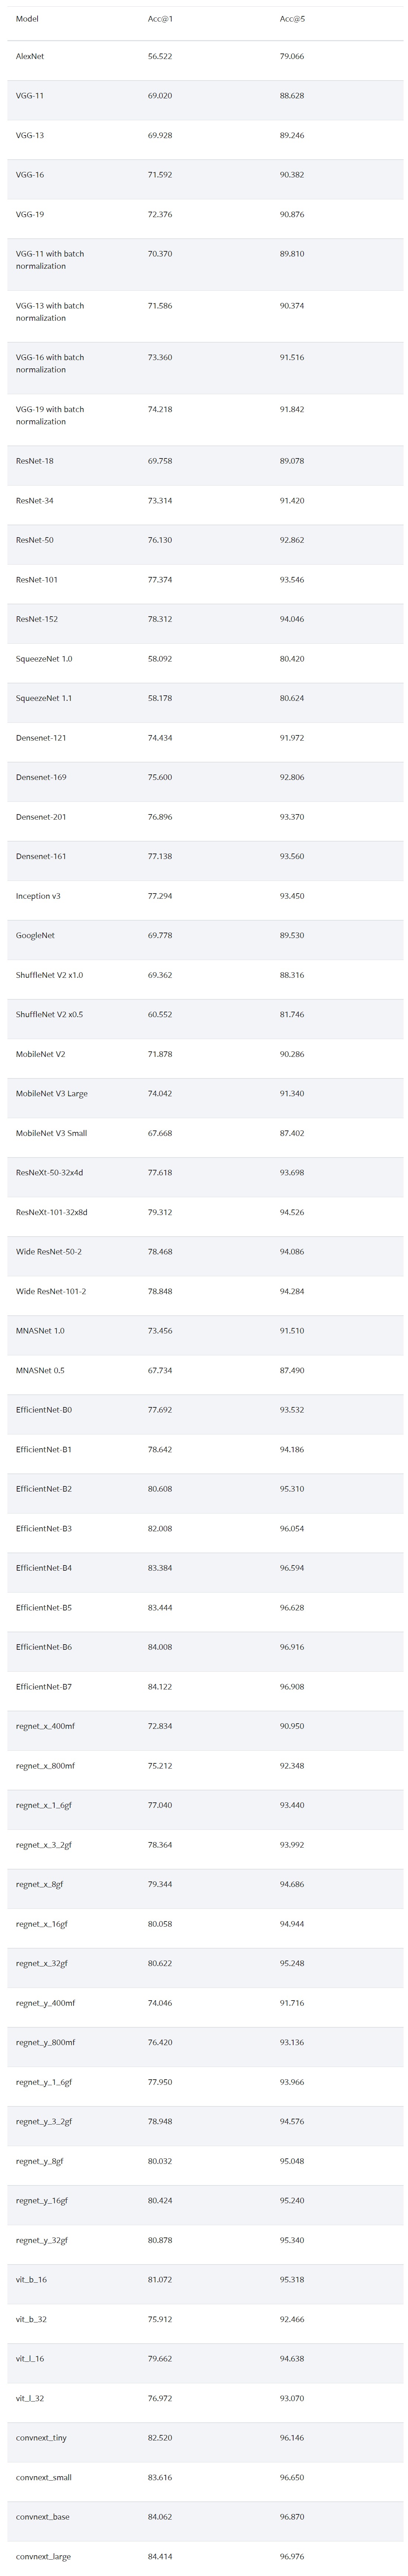 Model Acc@1 Acc@5
AlexNet 56.522 79.066
VGG-11 69.020 88.628
VGG-13 69.928 89.246
VGG-16 71.592 90.382
VGG-19 72.376 90.876
VGG-11 with batch 70.370 89.810
normalization
VGG-13 with batch 71.586 90.374
normalization
VGG-16 with batch 73.360 91.516
normalization
VGG-19 with batch 74.218 91.842
normalization
ResNet-18 69.758 89.078
ResNet-34 73.314 91.420
ResNet-50 76.130 92.862
ResNet-101 77.374 93.546
ResNet-152 78.312 94.046
SqueezeNet 1.0 58.092 80.420
SqueezeNet 1.1 58.178 80.624
Densenet-121 74.434 91.972
Densenet-169 75.600 92.806
Densenet-201 76.896 93.370
Densenet-161 77.138 93.560
Inception v3 77.294 93.450
GoogleNet 69.778 89.530
ShuffleNet V2 x1.0 69.362 88.316
ShuffleNet V2 x0.5 60.552 81.746
MobileNet V2 71.878 90.286
MobileNet V3 Large 74.042 91.340
MobileNet V3 Small 67.668 87.402
ResNeXt-50-32x4d 77.618 93.698
ResNeXt-101-32x8d 79.312 94.526
Wide ResNet-50-2 78.468 94.086
Wide ResNet-101-2 78.848 94.284
MNASNet 1.0 73.456 91.510
MNASNet 0.5 67.734 87.490
EfficientNet-B0 77.692 93.532
EfficientNet-B1 78.642 94.186
EfficientNet-B2 80.608 95.310
EfficientNet-B3 82.008 96.054
EfficientNet-B4 83.384 96.594
EfficientNet-B5 83.444 96.628
EfficientNet-B6 84.008 96.916
EfficientNet-B7 84.122 96.908
regnet_x_400mf 72.834 90.950
regnet_x_800mf 75.212 92.348
regnet_x_1_6gf 77.040 93.440
regnet_x_3_2gf 78.364 93.992
regnet_x_8gf 79.344 94.686
regnet_x_16gf 80.058 94.944
regnet_x_32gf 80.622 95.248
regnet_y_400mf 74.046 91.716
regnet_y_800mf 76.420 93.136
regnet_y_1_6gf 77.950 93.966
regnet_y_3_2gf 78.948 94.576
regnet_y_8gf 80.032 95.048
regnet_y_16gf 80.424 95.240
regnet_y_32gf 80.878 95.340
vit_b_16 81.072 95.318
vit_b_32 75.912 92.466
vit_l_16 79.662 94.638
vit_l_32 76.972 93.070
convnext_tiny 82.520 96.146
convnext_small 83.616 96.650
convnext_base 84.062 96.870
convnext_large 84.414 96.976